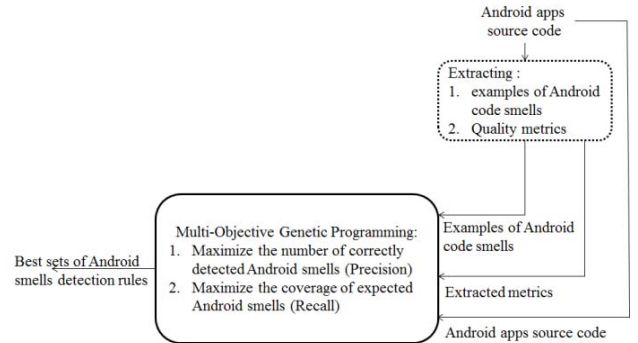 Android apps
source code
Extracting :
1. examples of Android
code smells
2. Quality metrics
Multi-Objective Genetic Programming:
1. Maximize the number of correctly
detected Android smells (Precision)
2. Maximize the coverage of expected
Android smells (Recall)
Examples of Android
code smells
Extracted metrics
Android apps source code
Best sets of Android
smells detection rules